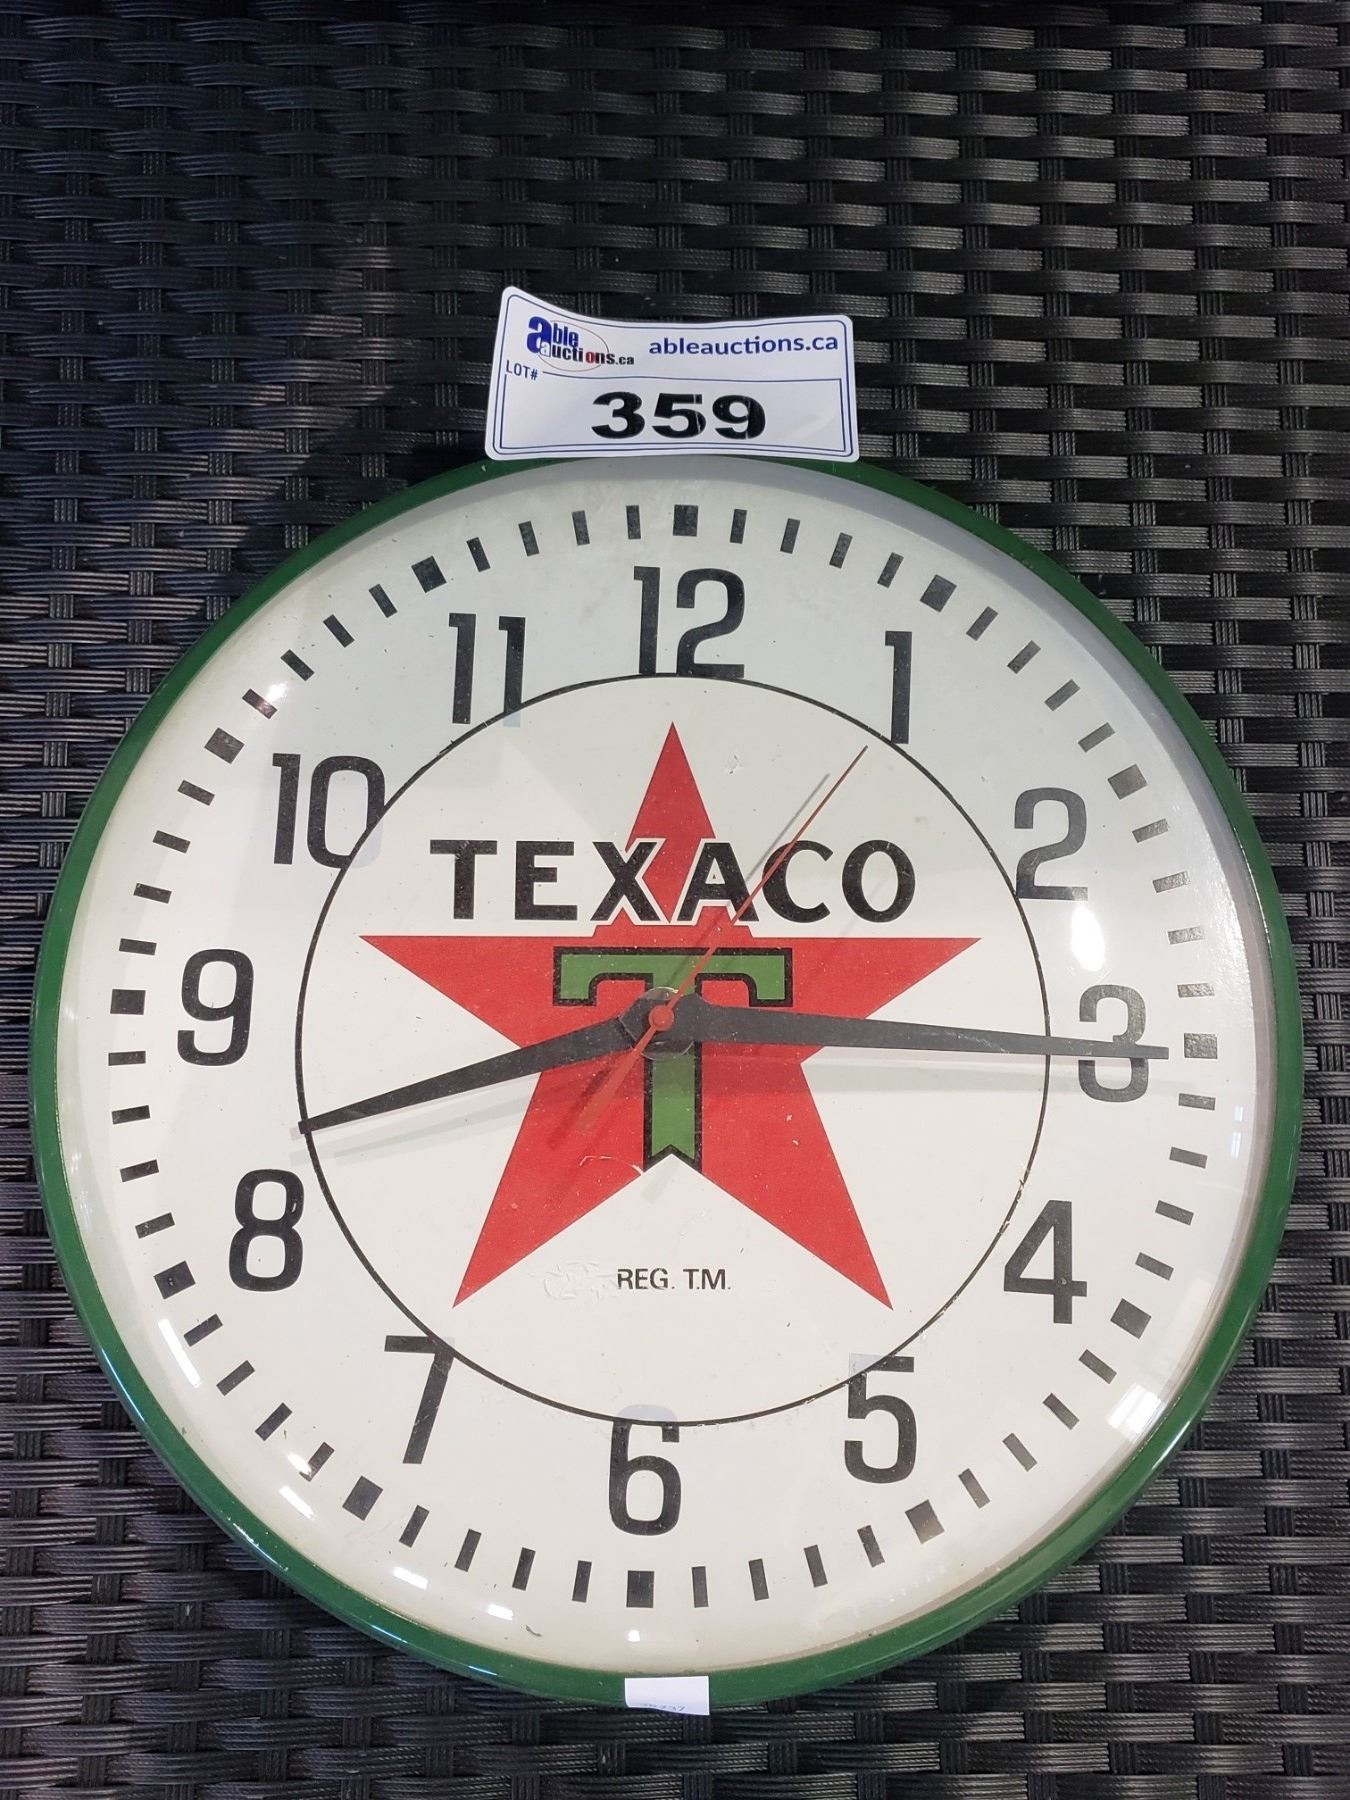 able auctions.ca
ableauctions.ca
LOT#
359
12
11
1
10
2
TEXACO
9
T
3
8
4
REG. T.M.
7
5
6